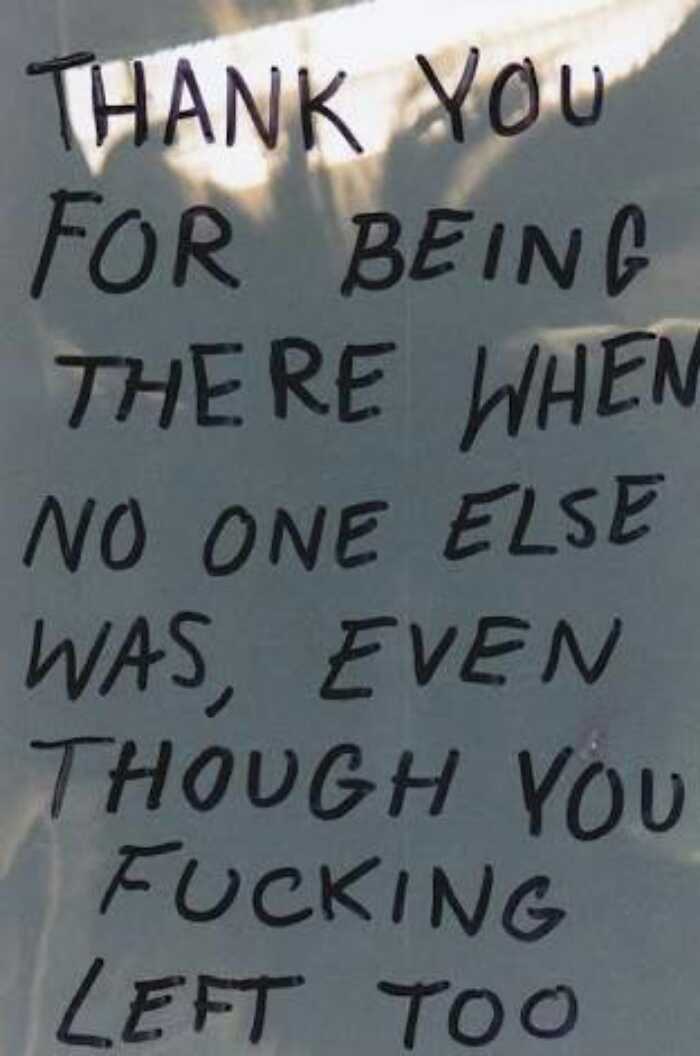 THANK YOU
FOR BEING
THERE WHEN
NO ONE ELSE
WAS, EVEN
THOUGH YOU
FUCKING
LEFT TOO